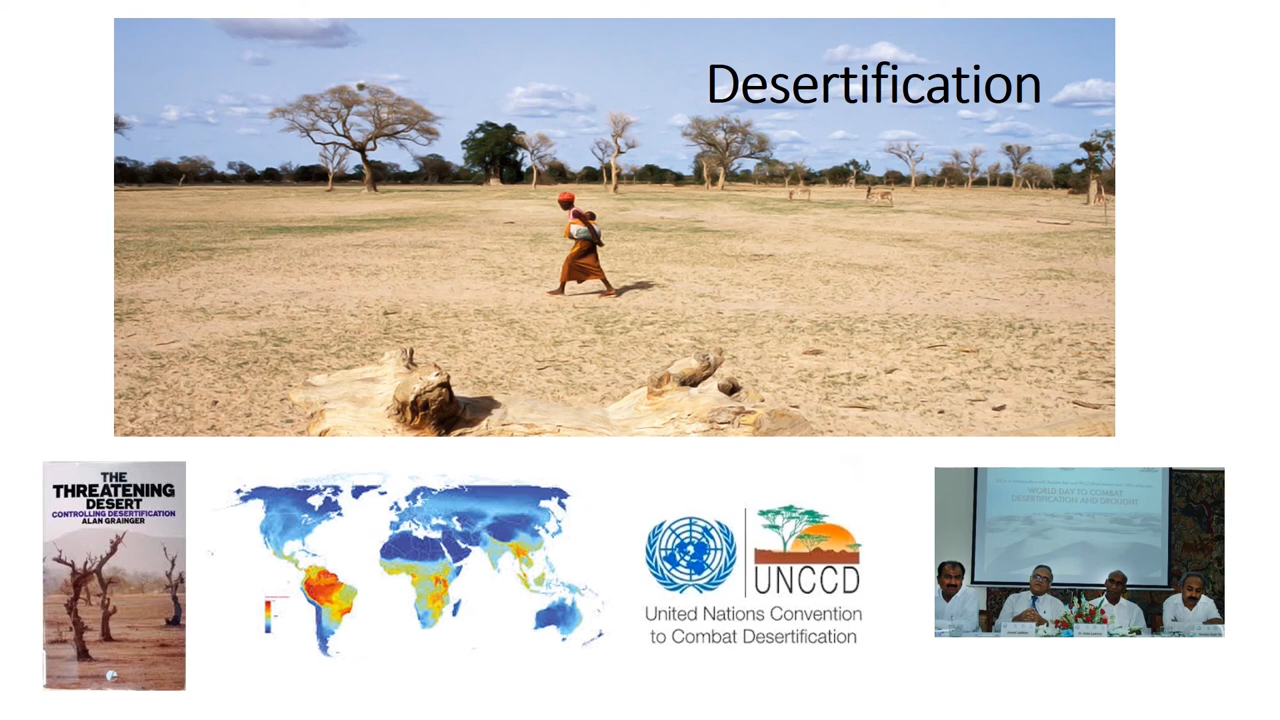 Desertification
THE
THREATENING
DESERT
CONTROLLING DESERTIFICATION
ALAN GRAINGER
UNCCD
United Nations Convention
to Combat Desertification
WORLD DAY TO COMBAT
DESERTIFICATION AND DROUGHT